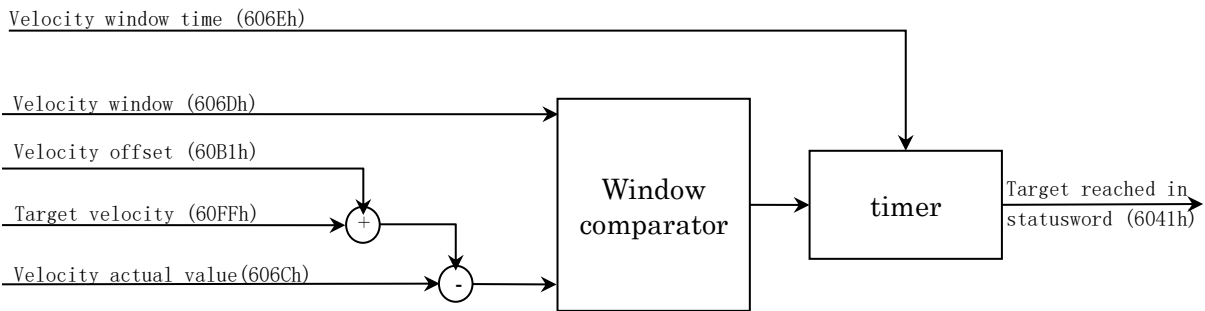 Velocity window time (606Eh)
Velocity window (606Dh)
Velocity offset (60B1h)
Target velocity (60FFh)
+
Velocity actual value(606Ch)
-
Window
comparator
timer
Target reached in
statusword (6041h)